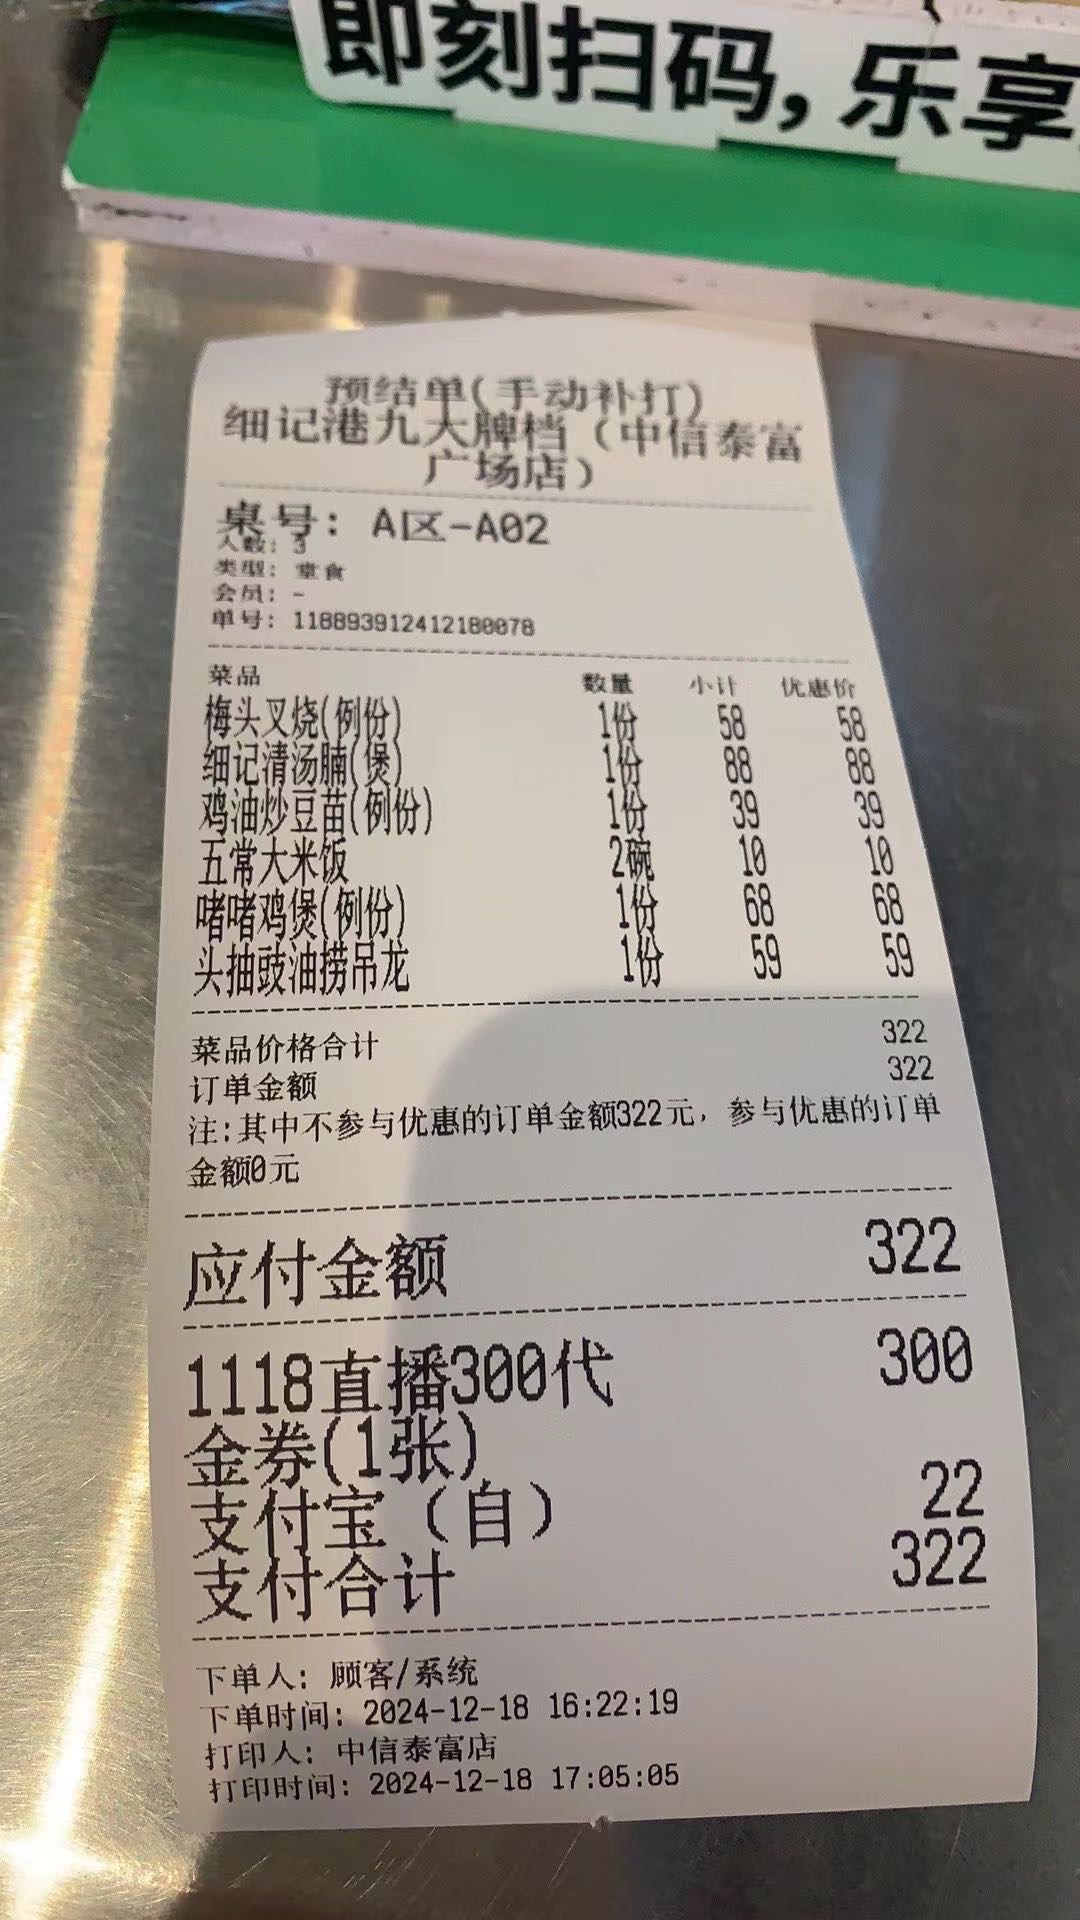 即刻扫码，乐享
预结单(手动补打)
细记港九大牌档（中信泰富
广场店）
桌号: A区-A02
人数: 3
类型: 堂食
会员: -
单号: 118893912412180078
菜品 数量 小计 优惠价
梅头叉烧(例份) 1份 58 58
细记清汤腩(煲) 1份 88 88
鸡油炒豆苗(例份) 1份 39 39
五常大米饭 2碗 10 10
啫啫鸡煲(例份) 1份 68 68
头抽豉油捞吊龙 1份 59 59
菜品价格合计 322
订单金额 322
注:其中不参与优惠的订单金额322元，参与优惠的订单
金额0元
应付金额 322
1118直播300代 300
金券(1张)
支付宝（自） 22
支付合计 322
下单人: 顾客/系统
下单时间: 2024-12-18 16:22:19
打印人: 中信泰富店
打印时间: 2024-12-18 17:05:05